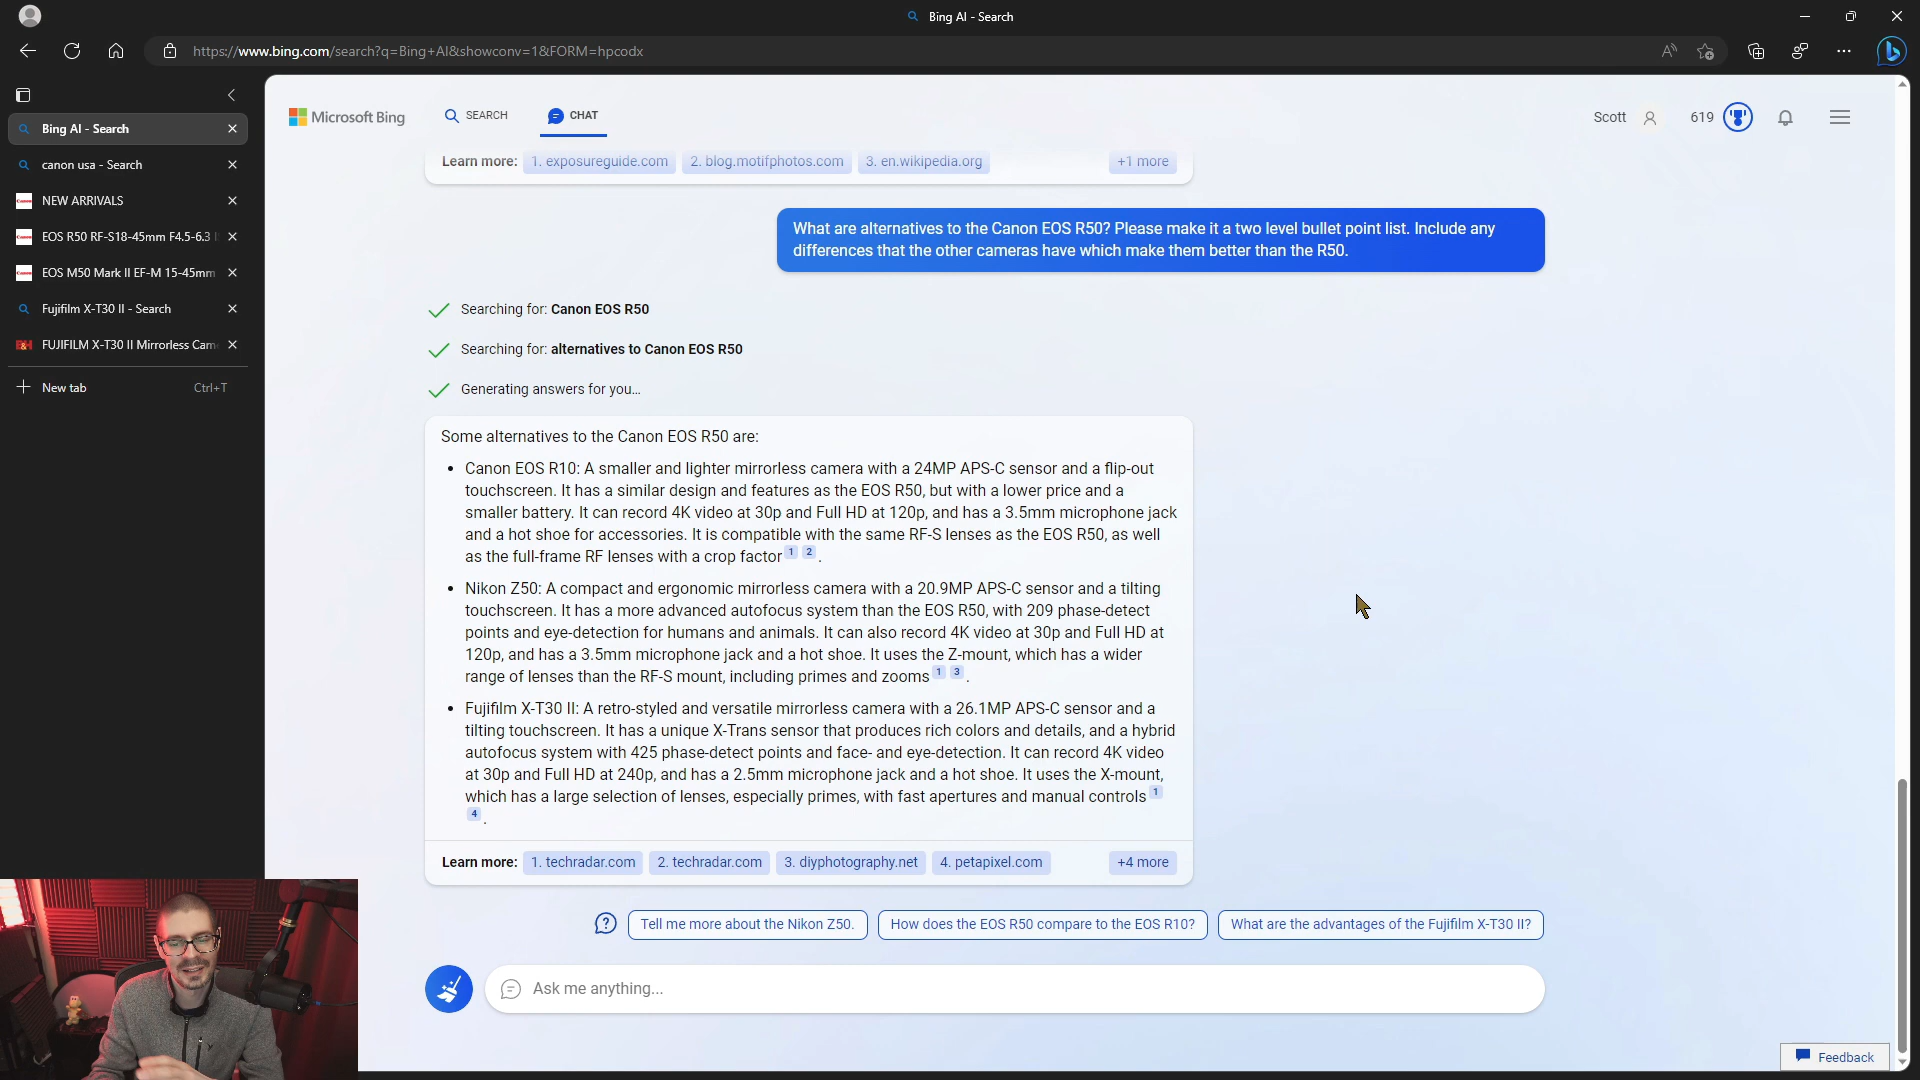 Bing AI - Search
https://www.bing.com/search?q=Bing+AI&showconv=1&FORM=hpcodx
Bing AI - Search
canon usa - Search
NEW ARRIVALS
EOS R50 RF-S18-45mm F4.5-6.3
EOS M50 Mark II EF-M 15-45mm
Fujifilm X-T30 II - Search
FUJIFILM X-T30 II Mirrorless Cam
New tab
Ctrl+T
Microsoft Bing
SEARCH
CHAT
Scott
619
Learn more: 1. exposureguide.com 2. blog.motifphotos.com 3. en.wikipedia.org +1 more
What are alternatives to the Canon EOS R50? Please make it a two level bullet point list. Include any
differences that the other cameras have which make them better than the R50.
Searching for: Canon EOS R50
Searching for: alternatives to Canon EOS R50
Generating answers for you...
Some alternatives to the Canon EOS R50 are:
• Canon EOS R10: A smaller and lighter mirrorless camera with a 24MP APS-C sensor and a flip-out
touchscreen. It has a similar design and features as the EOS R50, but with a lower price and a
smaller battery. It can record 4K video at 30p and Full HD at 120p, and has a 3.5mm microphone jack
and a hot shoe for accessories. It is compatible with the same RF-S lenses as the EOS R50, as well
as the full-frame RF lenses with a crop factor 1 2 .
• Nikon Z50: A compact and ergonomic mirrorless camera with a 20.9MP APS-C sensor and a tilting
touchscreen. It has a more advanced autofocus system than the EOS R50, with 209 phase-detect
points and eye-detection for humans and animals. It can also record 4K video at 30p and Full HD at
120p, and has a 3.5mm microphone jack and a hot shoe. It uses the Z-mount, which has a wider
range of lenses than the RF-S mount, including primes and zooms 1 3 .
• Fujifilm X-T30 II: A retro-styled and versatile mirrorless camera with a 26.1MP APS-C sensor and a
tilting touchscreen. It has a unique X-Trans sensor that produces rich colors and details, and a hybrid
autofocus system with 425 phase-detect points and face- and eye-detection. It can record 4K video
at 30p and Full HD at 240p, and has a 2.5mm microphone jack and a hot shoe. It uses the X-mount,
which has a large selection of lenses, especially primes, with fast apertures and manual controls 1
4 .
Learn more: 1. techradar.com 2. techradar.com 3. diyphotography.net 4. petapixel.com +4 more
Tell me more about the Nikon Z50.
How does the EOS R50 compare to the EOS R10?
What are the advantages of the Fujifilm X-T30 II?
Ask me anything...
Feedback